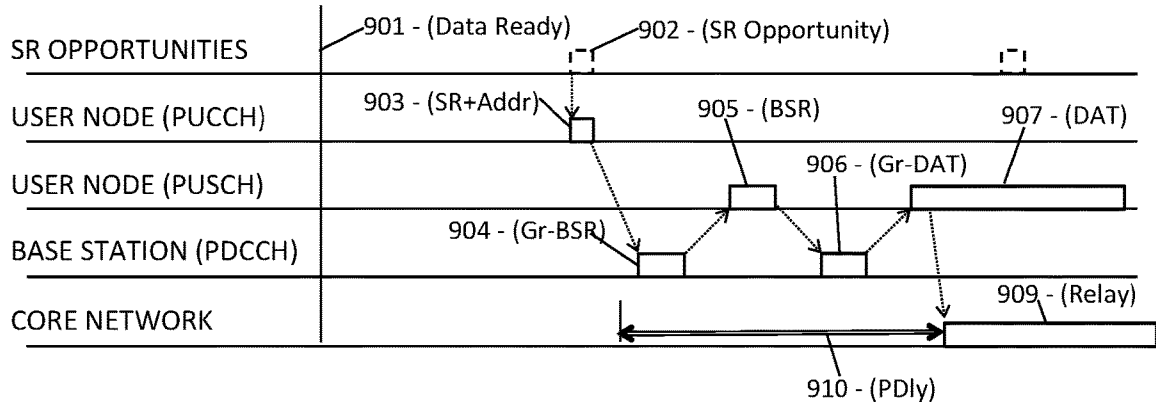 901 - (Data Ready)
902 - (SR Opportunity)
SR OPPORTUNITIES
903 - (SR+Addr)
905 - (BSR)
907 - (DAT)
USER NODE (PUCCH)
906 - (Gr-DAT)
USER NODE (PUSCH)
904 - (Gr-BSR)
BASE STATION (PDCCH)
909 - (Relay)
CORE NETWORK
910 - (PDly)